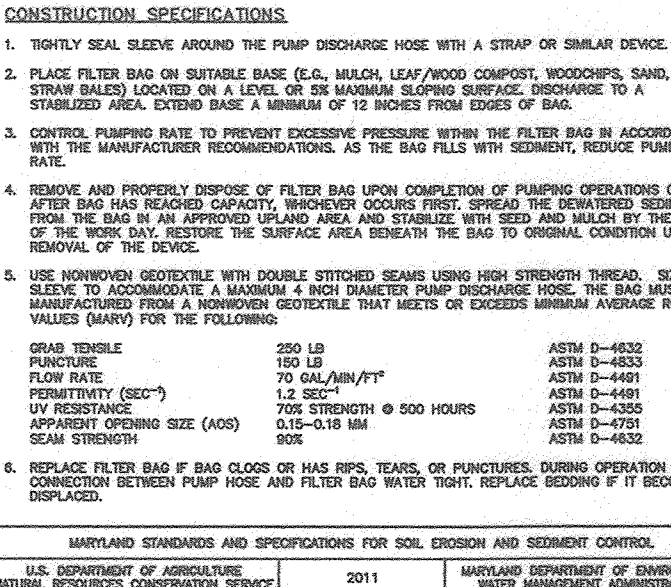 CONSTRUCTION SPECIFICATIONS
1. TIGHTLY SEAL SLEEVE AROUND THE PUMP DISCHARGE HOSE WITH A STRAP OR SIMILAR DEVICE.
2. PLACE FILTER BAG ON SUITABLE BASE (E.G., MULCH, LEAF/WOOD COMPOST, WOODCHIPS, SAND,
STRAW BALES) LOCATED ON A LEVEL OR 5% MAXIMUM SLOPING SURFACE. DISCHARGE TO A
STABILIZED AREA. EXTEND BASE A MINIMUM OF 12 INCHES FROM EDGES OF BAG.
3. CONTROL PUMPING RATE TO PREVENT EXCESSIVE PRESSURE WITHIN THE FILTER BAG IN ACCORD
WITH THE MANUFACTURER RECOMMENDATIONS. AS THE BAG FILLS WITH SEDIMENT, REDUCE PUM
RATE.
4. REMOVE AND PROPERLY DISPOSE OF FILTER BAG UPON COMPLETION OF PUMPING OPERATIONS O
AFTER BAG HAS REACHED CAPACITY, WHICHEVER OCCURS FIRST. SPREAD THE DEWATERED SEDI
FROM THE BAG IN AN APPROVED UPLAND AREA AND STABILIZE WITH SEED AND MULCH BY THE
OF THE WORK DAY. RESTORE THE SURFACE AREA BENEATH THE BAG TO ORIGINAL CONDITION U
REMOVAL OF THE DEVICE.
5. USE NONWOVEN GEOTEXTILE WITH DOUBLE STITCHED SEAMS USING HIGH STRENGTH THREAD. SI
SLEEVE TO ACCOMMODATE A MAXIMUM 4 INCH DIAMETER PUMP DISCHARGE HOSE. THE BAG MUS
MANUFACTURED FROM A NONWOVEN GEOTEXTILE THAT MEETS OR EXCEEDS MINIMUM AVERAGE R
VALUES (MARV) FOR THE FOLLOWING:
GRAB TENSILE 250 LB ASTM D-4632
PUNCTURE 150 LB ASTM D-4833
FLOW RATE 70 GAL/MIN/FT² ASTM D-4491
PERMITTIVITY (SEC⁻¹) 1.2 SEC⁻¹ ASTM D-4491
UV RESISTANCE 70% STRENGTH @ 500 HOURS ASTM D-4355
APPARENT OPENING SIZE (AOS) 0.15-0.18 MM ASTM D-4751
SEAM STRENGTH 90% ASTM D-4632
6. REPLACE FILTER BAG IF BAG CLOGS OR HAS RIPS, TEARS, OR PUNCTURES. DURING OPERATION
CONNECTION BETWEEN PUMP HOSE AND FILTER BAG WATER TIGHT. REPLACE BEDDING IF IT BECO
DISPLACED.
MARYLAND STANDARDS AND SPECIFICATIONS FOR SOIL EROSION AND SEDIMENT CONTROL
U.S. DEPARTMENT OF AGRICULTURE
NATURAL RESOURCES CONSERVATION SERVICE
2011
MARYLAND DEPARTMENT OF ENVIR
WATER MANAGEMENT ADMINIS